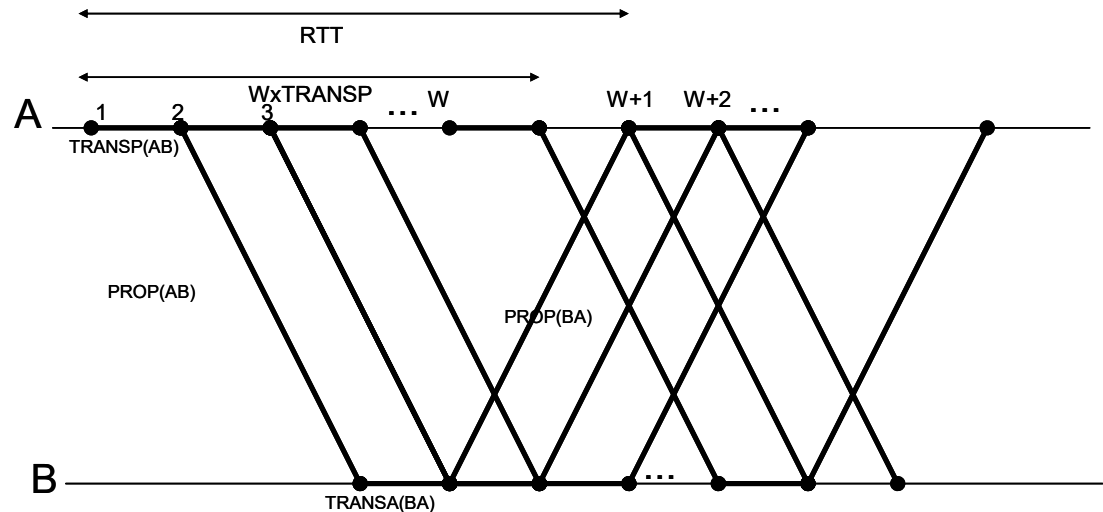 RTT
WxTRANSP
... W W+1 W+2 ...
A 1 2 3
TRANSP(AB)
PROP(AB)
PROP(BA)
...
B
TRANSA(BA)